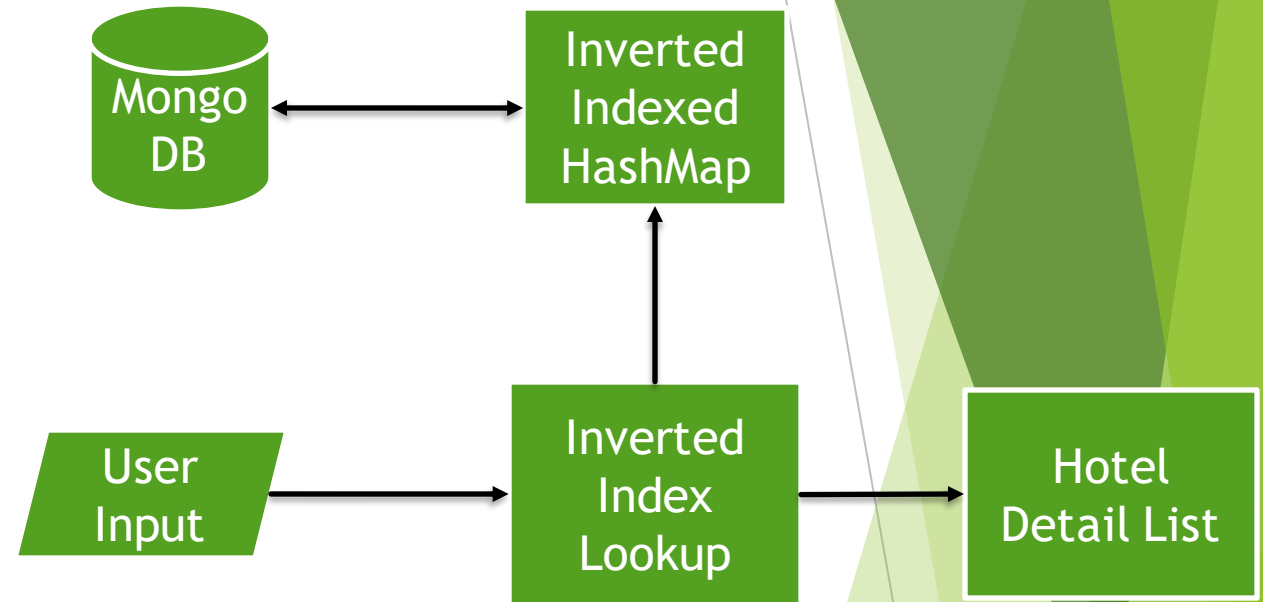 Mongo
DB
Inverted
Indexed
HashMap
User
Input
Inverted
Index
Lookup
Hotel
Detail List